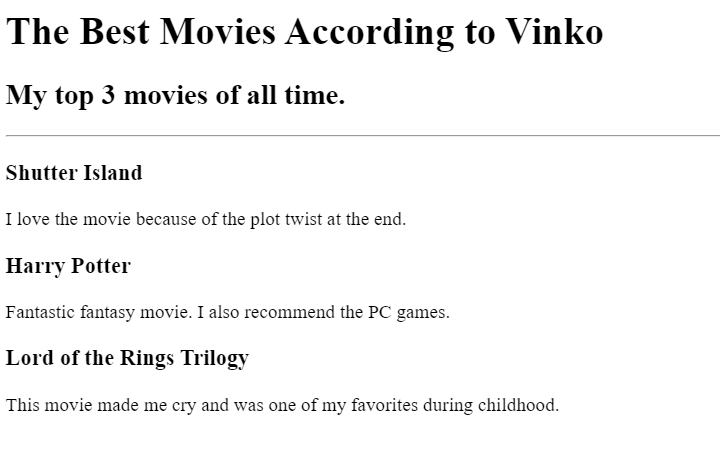 The Best Movies According to Vinko
My top 3 movies of all time.
Shutter Island
I love the movie because of the plot twist at the end.
Harry Potter
Fantastic fantasy movie. I also recommend the PC games.
Lord of the Rings Trilogy
This movie made me cry and was one of my favorites during childhood.